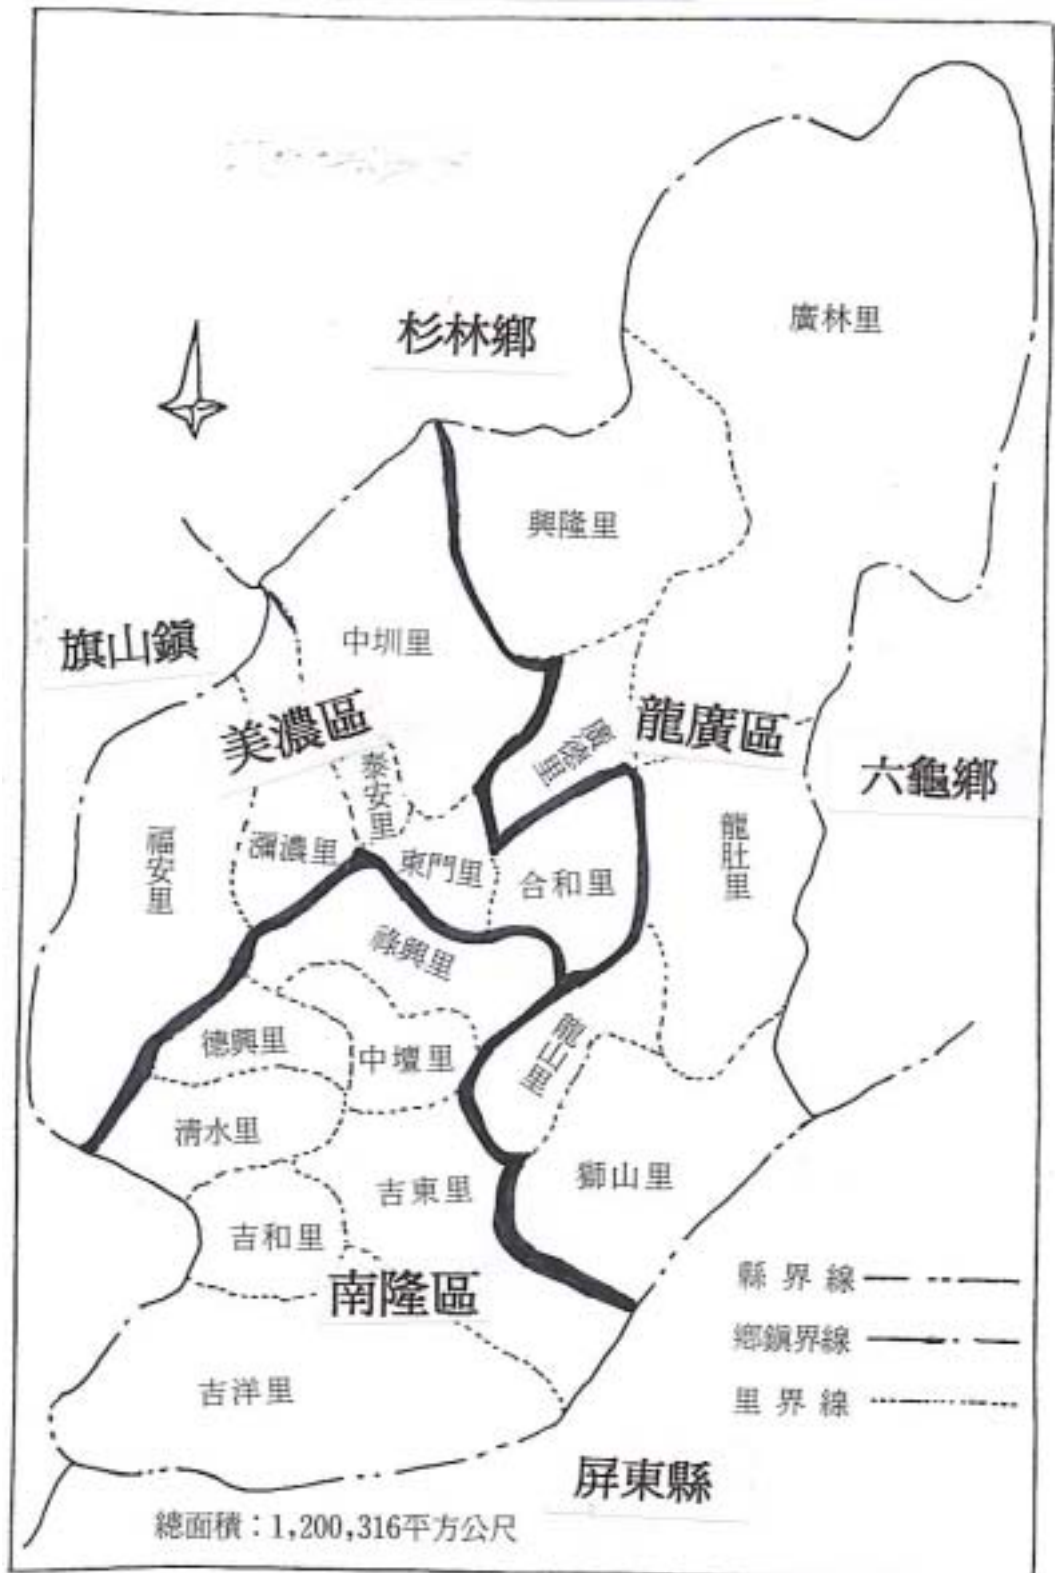 杉林鄉
廣林里
興隆里
旗山鎭
中圳里
美濃區
龍廣區
廣德里
六龜鄉
泰安里
福安里
瀰濃里
東門里
合和里
龍肚里
祿興里
德興里
中壇里
龍山里
清水里
吉東里
獅山里
吉和里
南隆區
縣界線
鄉鎭界線
里界線
吉洋里
屏東縣
總面積：1,200,316平方公尺